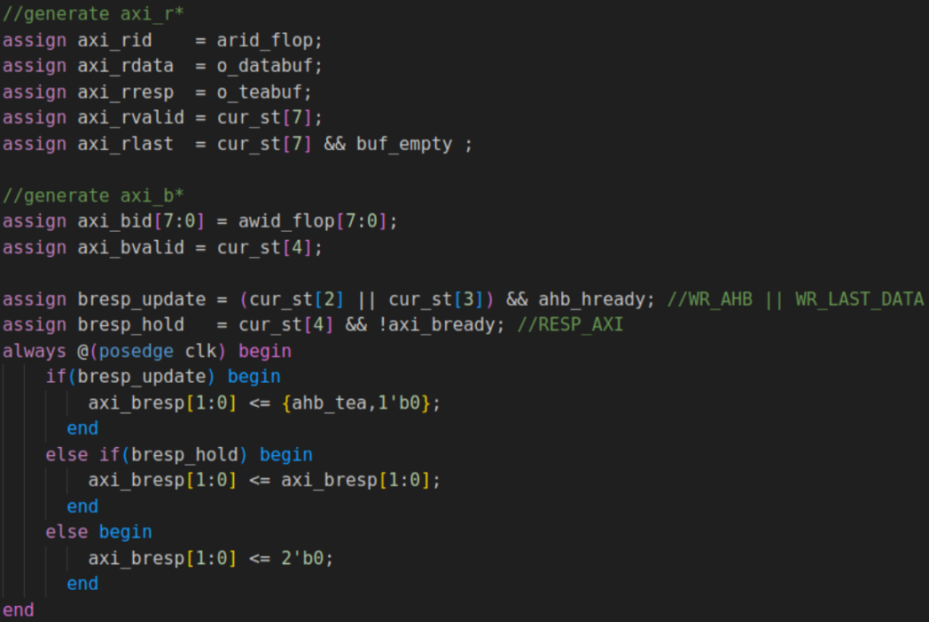 //generate axi_r*
assign axi_rid    = arid_flop;
assign axi_rdata  = o_databuf;
assign axi_rresp  = o_teabuf;
assign axi_rvalid = cur_st[7];
assign axi_rlast  = cur_st[7] && buf_empty ;

//generate axi_b*
assign axi_bid[7:0] = awid_flop[7:0];
assign axi_bvalid = cur_st[4];

assign bresp_update = (cur_st[2] || cur_st[3]) && ahb_hready; //WR_AHB || WR_LAST_DATA
assign bresp_hold   = cur_st[4] && !axi_bready; //RESP_AXI
always @(posedge clk) begin
    if(bresp_update) begin
        axi_bresp[1:0] <= {ahb_tea,1'b0};
      end
    else if(bresp_hold) begin
        axi_bresp[1:0] <= axi_bresp[1:0];
      end
    else begin
        axi_bresp[1:0] <= 2'b0;
      end
end